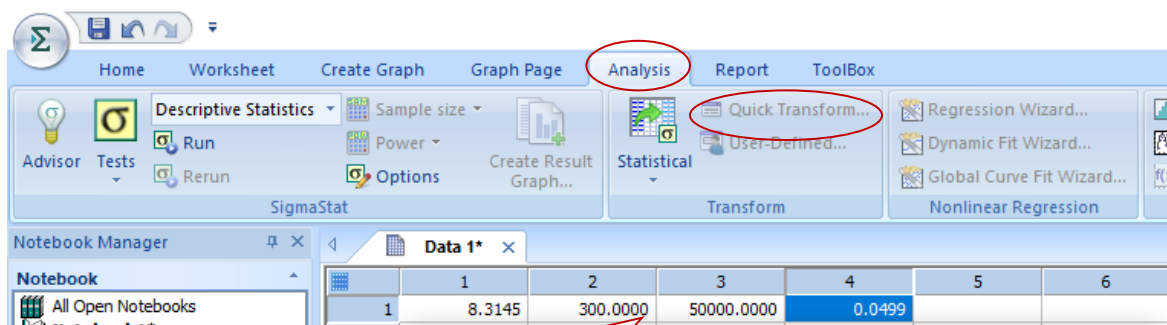 Home Worksheet Create Graph Graph Page Analysis Report ToolBox
Descriptive Statistics Sample size Quick Transform... Regression Wizard...
Run Power User-Defined... Dynamic Fit Wizard...
Advisor Tests Rerun Options Create Result Graph... Statistical Global Curve Fit Wizard...
SigmaStat Transform Nonlinear Regression
Notebook Manager Data 1*
Notebook 1 2 3 4 5 6
All Open Notebooks 1 8.3145 300.0000 50000.0000 0.0499